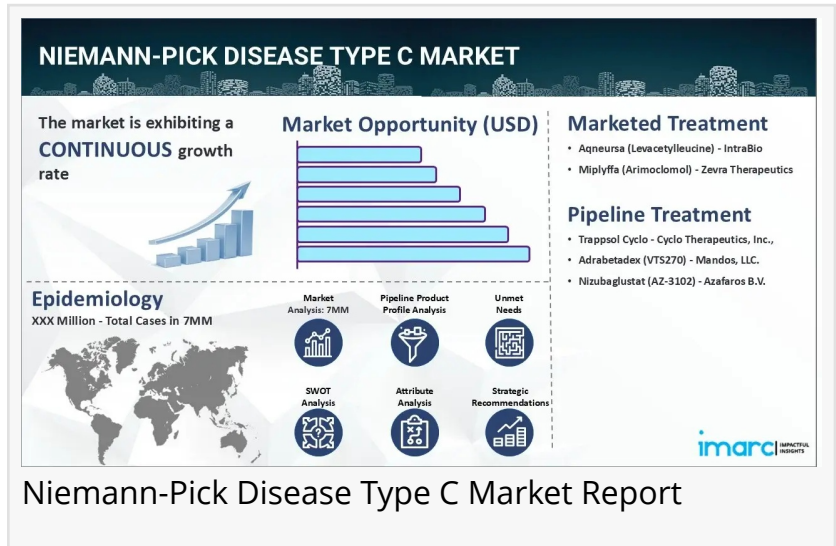 NIEMANN-PICK DISEASE TYPE C MARKET
The market is exhibiting a
CONTINUOUS growth
rate
Market Opportunity (USD)
Epidemiology
XXX Million - Total Cases in 7MM
Market
Analysis: 7MM
Pipeline Product
Profile Analysis
Unmet
Needs
SWOT
Analysis
Attribute
Analysis
Strategic
Recommendations
Marketed Treatment
• Aqneursa (Levacetylleucine) - IntraBio
• Miplyffa (Arimoclomol) - Zevra Therapeutics
Pipeline Treatment
• Trappsol Cyclo - Cyclo Therapeutics, Inc.,
• Adrabetadex (VTS270) - Mandos, LLC.
• Nizubaglustat (AZ-3102) - Azafaros B.V.
imarc
IMPACTFUL
INSIGHTS
Niemann-Pick Disease Type C Market Report